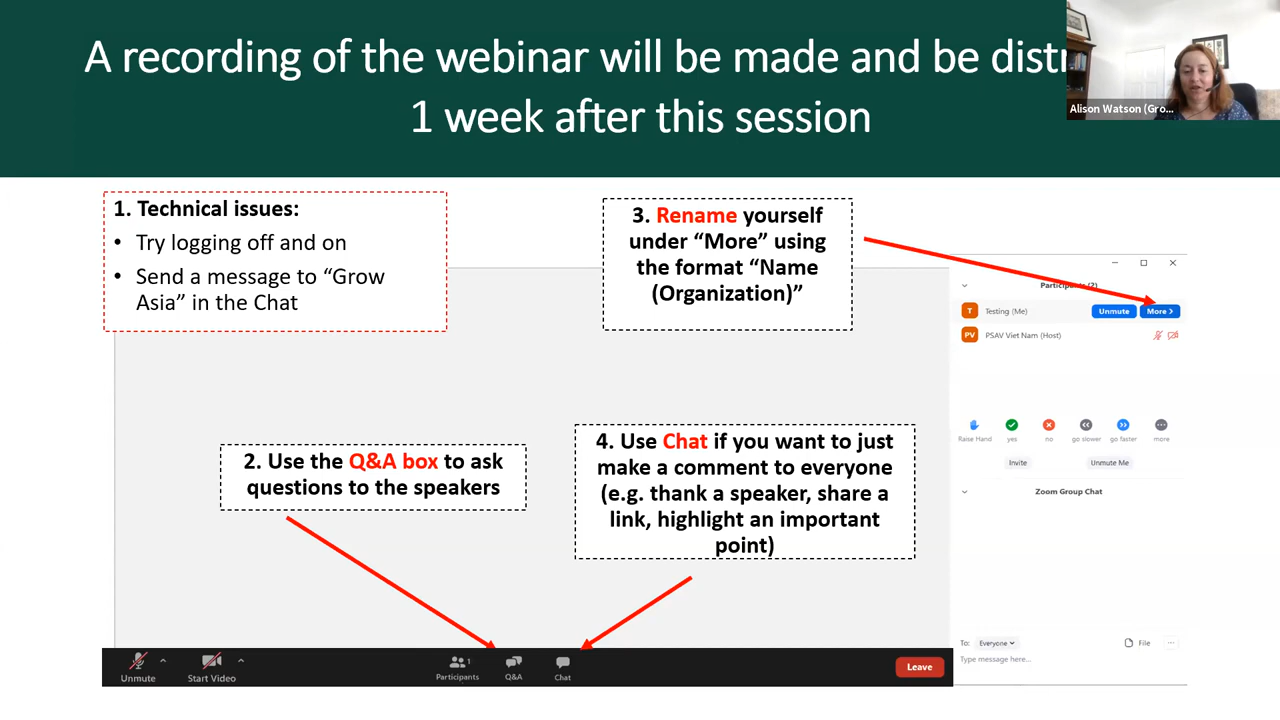 A recording of the webinar will be made and be distr
1 week after this session
Alison Watson (Gro...
1. Technical issues:
• Try logging off and on
• Send a message to “Grow
Asia” in the Chat
3. Rename yourself
under “More” using
the format “Name
(Organization)”
2. Use the Q&A box to ask
questions to the speakers
4. Use Chat if you want to just
make a comment to everyone
(e.g. thank a speaker, share a
link, highlight an important
point)
Participants (2)
T Testing (Me) Unmute More >
PV PSAV Viet Nam (Host)
Raise Hand yes no go slower go faster more
Invite Unmute Me
Zoom Group Chat
To: Everyone File ...
Type message here...
Unmute Start Video Participants 1 Q&A Chat Leave